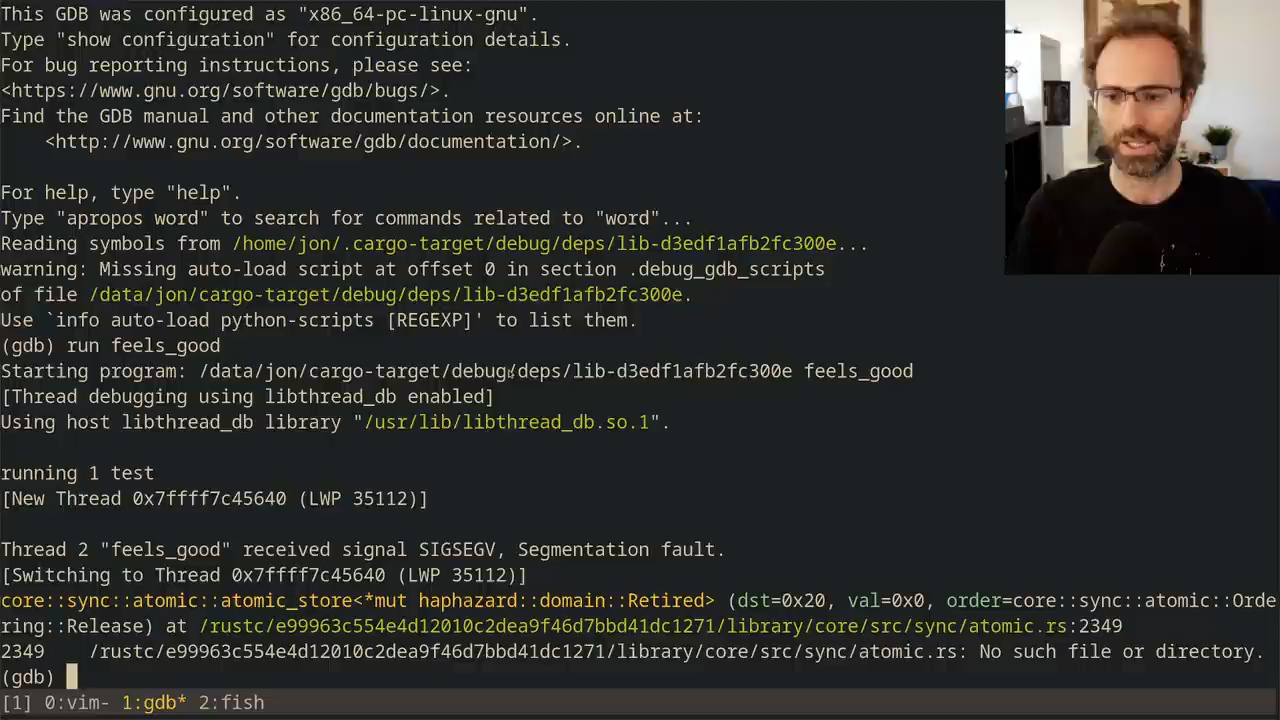 This GDB was configured as "x86_64-pc-linux-gnu".
Type "show configuration" for configuration details.
For bug reporting instructions, please see:
<https://www.gnu.org/software/gdb/bugs/>.
Find the GDB manual and other documentation resources online at:
    <http://www.gnu.org/software/gdb/documentation/>.
For help, type "help".
Type "apropos word" to search for commands related to "word"...
Reading symbols from /home/jon/.cargo-target/debug/deps/lib-d3edf1afb2fc300e...
warning: Missing auto-load script at offset 0 in section .debug_gdb_scripts
of file /data/jon/cargo-target/debug/deps/lib-d3edf1afb2fc300e.
Use `info auto-load python-scripts [REGEXP]' to list them.
(gdb) run feels_good
Starting program: /data/jon/cargo-target/debug/deps/lib-d3edf1afb2fc300e feels_good
[Thread debugging using libthread_db enabled]
Using host libthread_db library "/usr/lib/libthread_db.so.1".
running 1 test
[New Thread 0x7ffff7c45640 (LWP 35112)]
Thread 2 "feels_good" received signal SIGSEGV, Segmentation fault.
[Switching to Thread 0x7ffff7c45640 (LWP 35112)]
core::sync::atomic::atomic_store<*mut haphazard::domain::Retired> (dst=0x20, val=0x0, order=core::sync::atomic::Orde
ring::Release) at /rustc/e99963c554e4d12010c2dea9f46d7bbd41dc1271/library/core/src/sync/atomic.rs:2349
2349    /rustc/e99963c554e4d12010c2dea9f46d7bbd41dc1271/library/core/src/sync/atomic.rs: No such file or directory.
(gdb)
[1] 0:vim- 1:gdb* 2:fish